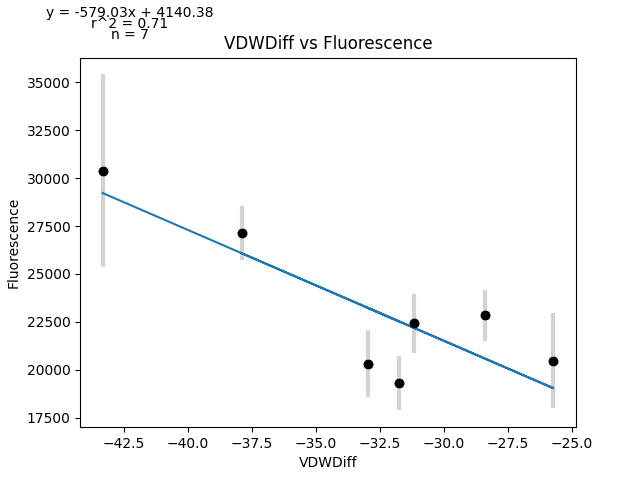 y = -579.03x + 4140.38
r^2 = 0.71
n = 7
VDWDiff vs Fluorescence
35000
32500
30000
27500
25000
22500
20000
17500
Fluorescence
−42.5 −40.0 −37.5 −35.0 −32.5 −30.0 −27.5 −25.0
VDWDiff